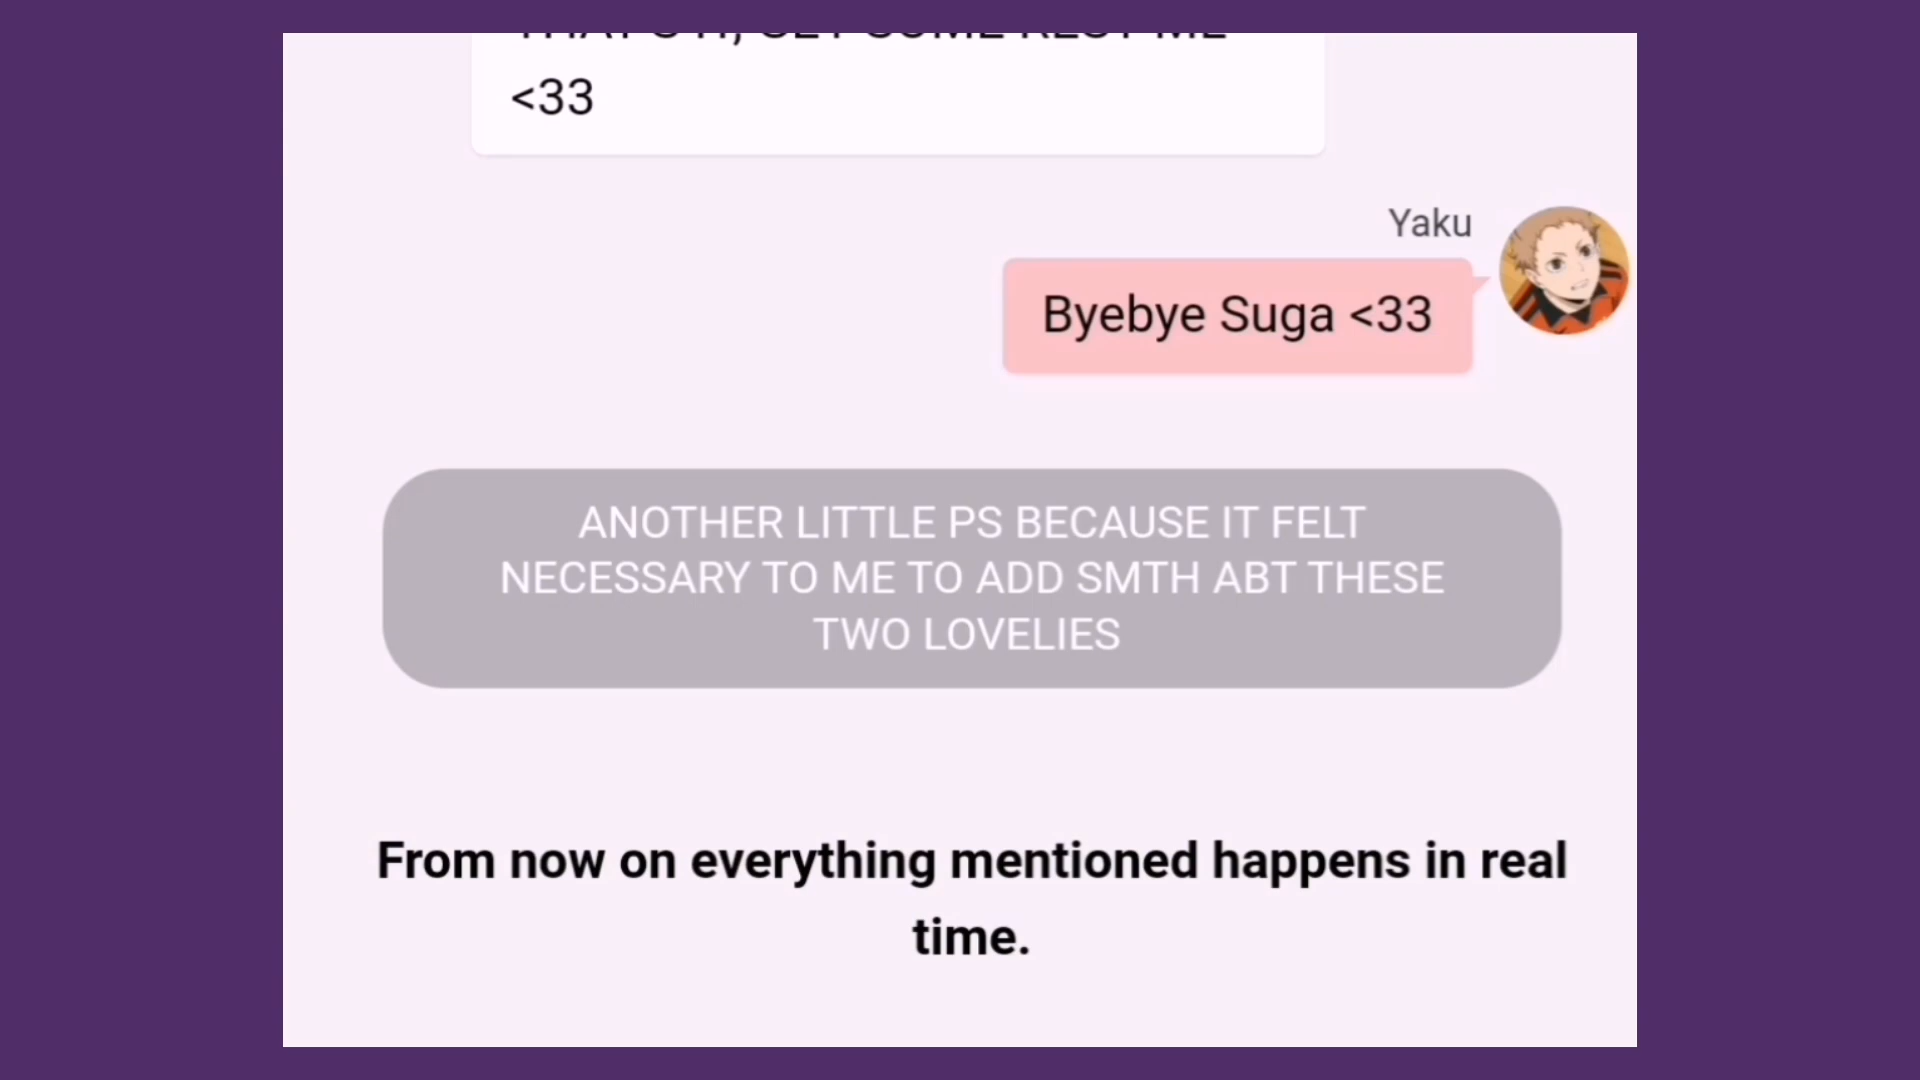 <33
Yaku
Byebye Suga <33
ANOTHER LITTLE PS BECAUSE IT FELT
NECESSARY TO ME TO ADD SMTH ABT THESE
TWO LOVELIES
From now on everything mentioned happens in real
time.